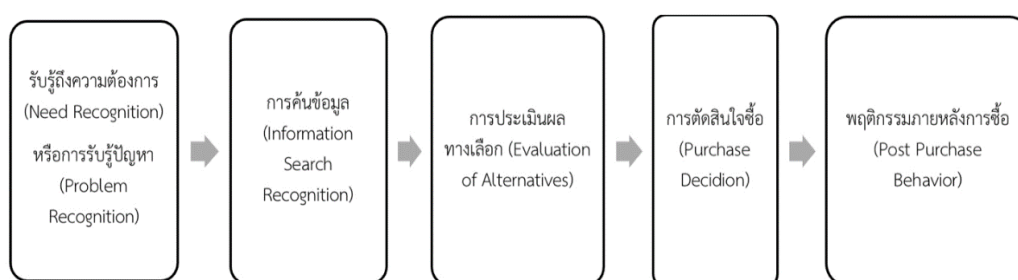 รับรู้ถึงความต้องการ
(Need Recognition)
หรือการรับรู้ปัญหา
(Problem
Recognition)
การค้นข้อมูล
(Information
Search
Recognition)
การประเมินผล
ทางเลือก (Evaluation
of Alternatives)
การตัดสินใจซื้อ
(Purchase
Decidion)
พฤติกรรมภายหลังการซื้อ
(Post Purchase
Behavior)